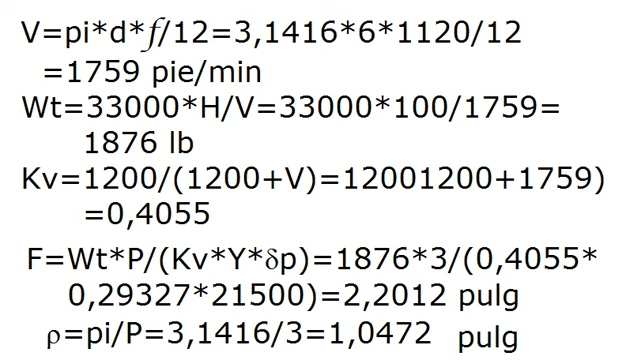 V=pi*d*f/12=3,1416*6*1120/12
=1759 pie/min
Wt=33000*H/V=33000*100/1759=
1876 lb
Kv=1200/(1200+V)=12001200+1759)
=0,4055
F=Wt*P/(Kv*Y*δp)=1876*3/(0,4055*
0,29327*21500)=2,2012 pulg
ρ=pi/P=3,1416/3=1,0472 pulg